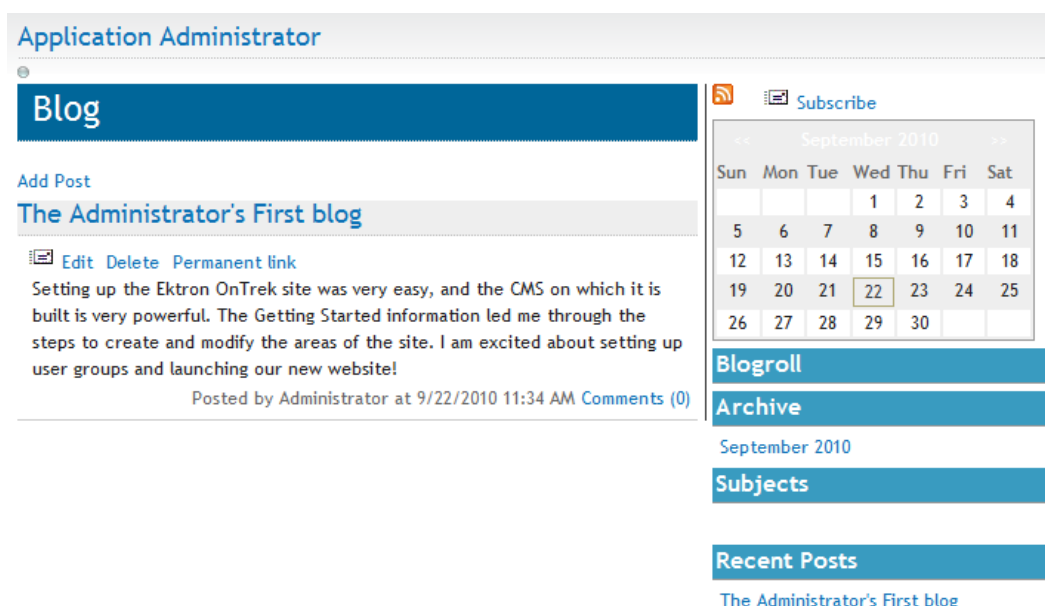 Application Administrator
Blog
Add Post
The Administrator's First blog
Edit Delete Permanent link
Setting up the Ektron OnTrek site was very easy, and the CMS on which it is
built is very powerful. The Getting Started information led me through the
steps to create and modify the areas of the site. I am excited about setting up
user groups and launching our new website!
Posted by Administrator at 9/22/2010 11:34 AM Comments (0)
Subscribe
<< September 2010 >>
Sun Mon Tue Wed Thu Fri Sat
1 2 3 4
5 6 7 8 9 10 11
12 13 14 15 16 17 18
19 20 21 22 23 24 25
26 27 28 29 30
Blogroll
Archive
September 2010
Subjects
Recent Posts
The Administrator's First blog